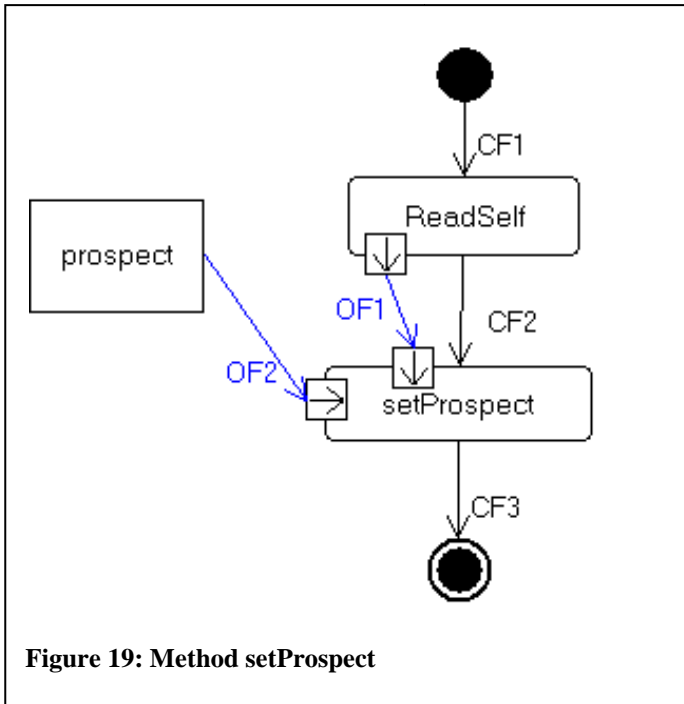 CF1
ReadSelf
prospect
OF1
CF2
OF2
setProspect
CF3
Figure 19: Method setProspect